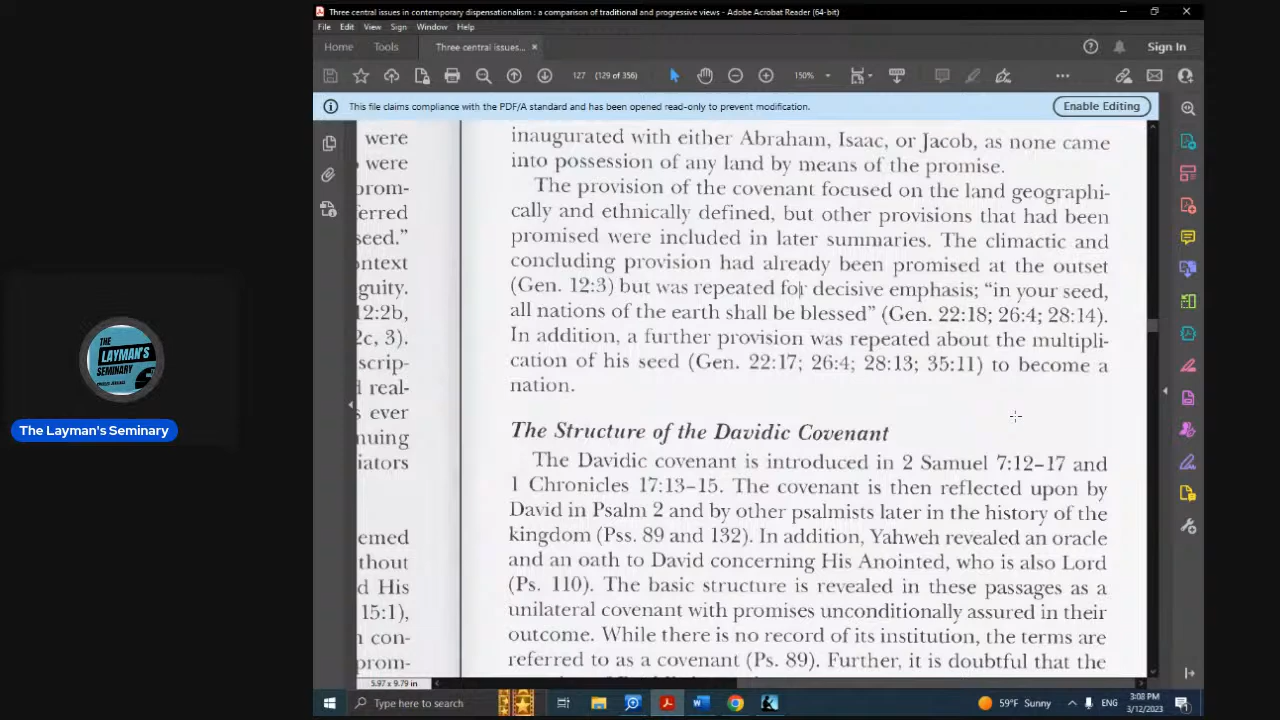 Three central issues in contemporary dispensationalism : a comparison of traditional and progressive views - Adobe Acrobat Reader (64-bit)
File Edit View Sign Window Help
Home Tools Three central issues... × Sign In
127 (129 of 356) 150%
This file claims compliance with the PDF/A standard and has been opened read-only to prevent modification. Enable Editing
were
were
prom-
ferred
seed."
ntext
guity.
12:2b,
2c, 3).
scrip-
real-
ever
nuing
iators
emed
thout
d His
15:1),
con-
prom-
inaugurated with either Abraham, Isaac, or Jacob, as none came
into possession of any land by means of the promise.
The provision of the covenant focused on the land geographi-
cally and ethnically defined, but other provisions that had been
promised were included in later summaries. The climactic and
concluding provision had already been promised at the outset
(Gen. 12:3) but was repeated for decisive emphasis; “in your seed,
all nations of the earth shall be blessed” (Gen. 22:18; 26:4; 28:14).
In addition, a further provision was repeated about the multipli-
cation of his seed (Gen. 22:17; 26:4; 28:13; 35:11) to become a
nation.
The Structure of the Davidic Covenant
The Davidic covenant is introduced in 2 Samuel 7:12–17 and
1 Chronicles 17:13–15. The covenant is then reflected upon by
David in Psalm 2 and by other psalmists later in the history of the
kingdom (Pss. 89 and 132). In addition, Yahweh revealed an oracle
and an oath to David concerning His Anointed, who is also Lord
(Ps. 110). The basic structure is revealed in these passages as a
unilateral covenant with promises unconditionally assured in their
outcome. While there is no record of its institution, the terms are
referred to as a covenant (Ps. 89). Further, it is doubtful that the
5.97 x 9.79 in
THE
LAYMAN'S
SEMINARY
The Layman's Seminary
Type here to search
59°F Sunny
ENG
3:08 PM
3/12/2023